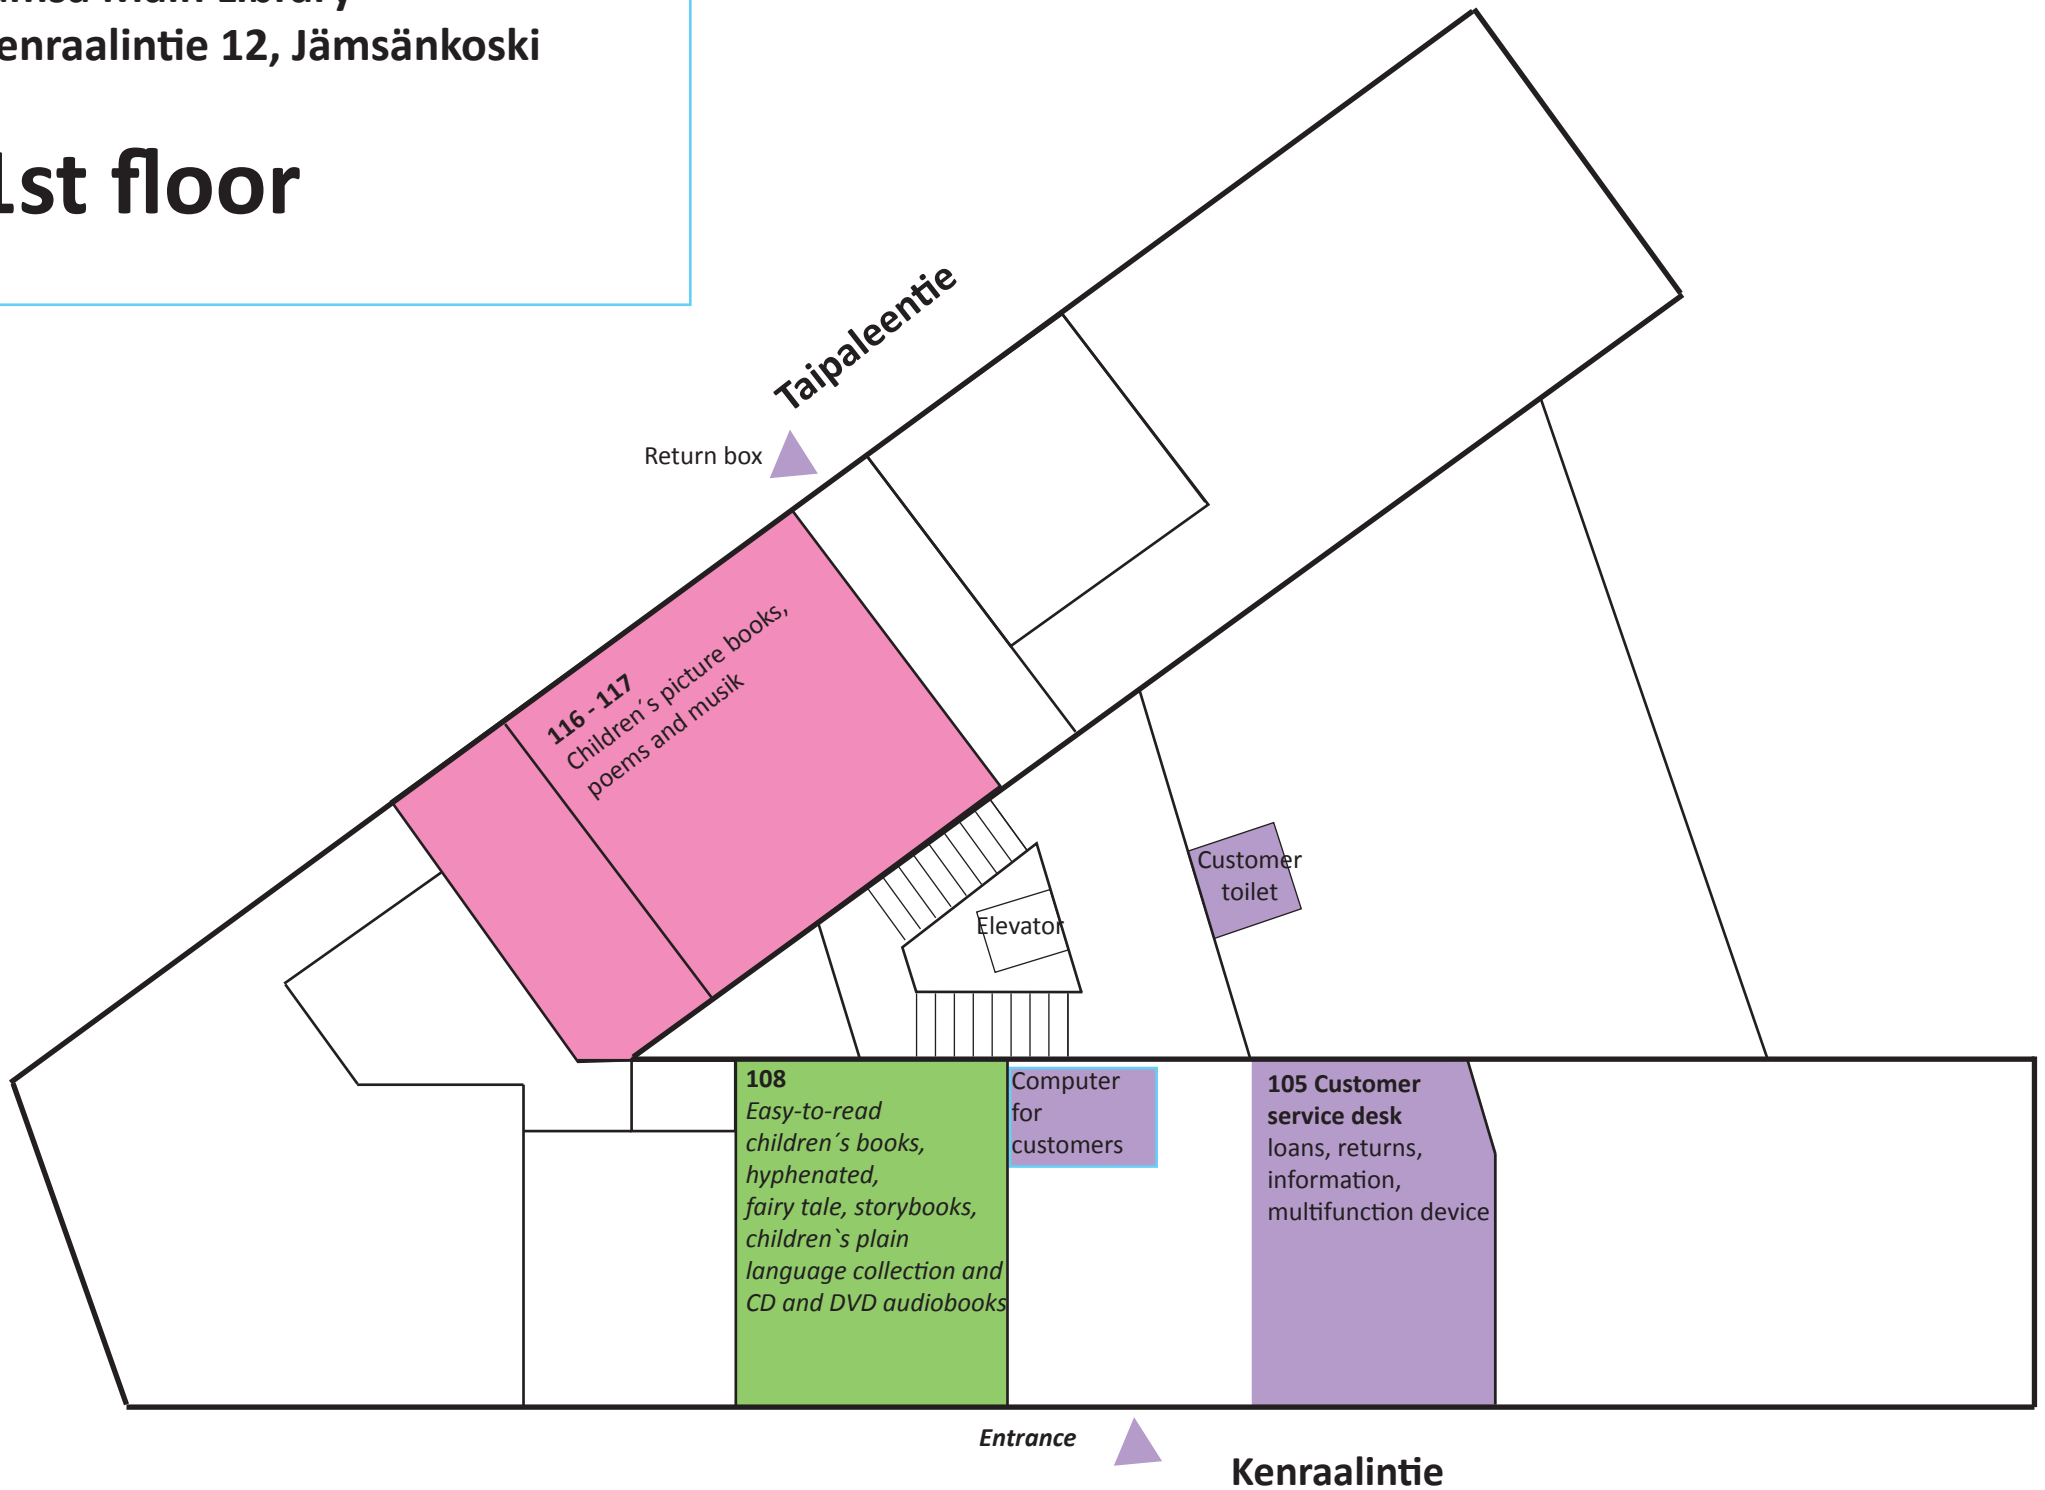 Main Library
enraalintie 12, Jämsänkoski
1st floor
Taipaleentie
Return box
116 - 117
Children´s picture books,
poems and musik
Customer
toilet
Elevator
108
Easy-to-read
children´s books,
hyphenated,
fairy tale, storybooks,
children`s plain
language collection and
CD and DVD audiobooks
Computer
for
customers
105 Customer
service desk
loans, returns,
information,
multifunction device
Entrance
Kenraalintie